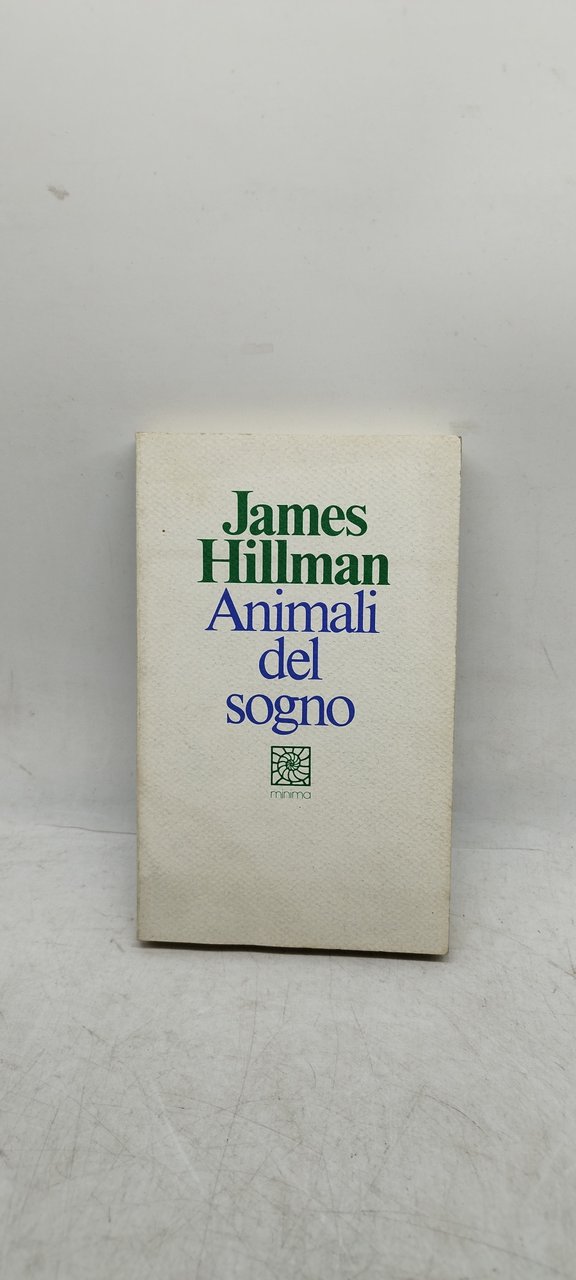 James
Hillman
Animali
del
sogno
minima